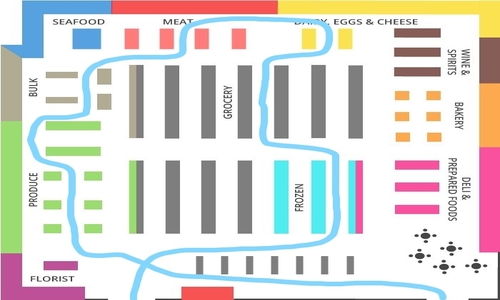 SEAFOOD
MEAT
DAIRY, EGGS & CHEESE
WINE &
SPIRITS
BULK
GROCERY
BAKERY
PRODUCE
FROZEN
DELI &
PREPARED FOODS
FLORIST